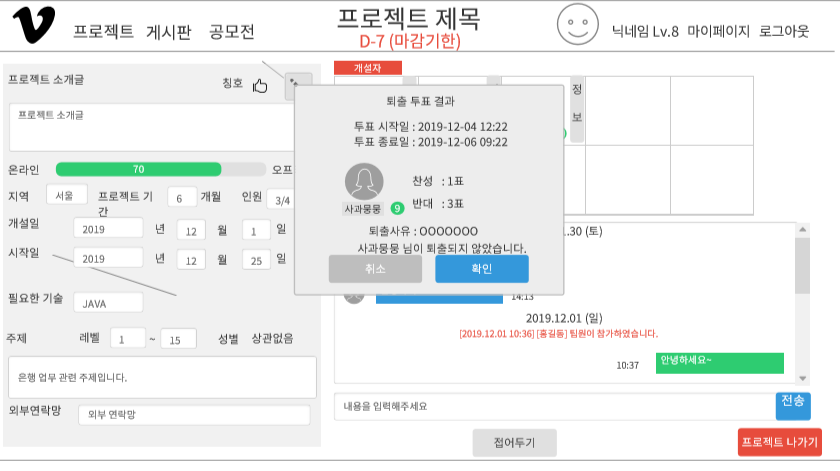 프로젝트 게시판 공모전
프로젝트 제목
D-7 (마감기한)
닉네임 Lv.8 마이페이지 로그아웃
프로젝트 소개글
칭호
프로젝트 소개글
온라인
70
오프
지역
서울
프로젝트 기간
6
개월
인원
3/4
개설일
2019
년
12
월
1
일
시작일
2019
년
12
월
25
일
필요한 기술
JAVA
주제
레벨
1
~
15
성별
상관없음
은행 업무 관련 주제입니다.
외부연락망
외부 연락망
개설자
정
보
퇴출 투표 결과
투표 시작일 : 2019-12-04 12:22
투표 종료일 : 2019-12-06 09:22
찬성 : 1표
사과뭉뭉
9
반대 : 3표
퇴출사유 : OOOOOOO
사과뭉뭉 님이 퇴출되지 않았습니다.
취소
확인
.30 (토)
14:13
2019.12.01 (일)
[2019.12.01 10:36] [홍길동] 팀원이 참가하였습니다.
10:37
안녕하세요~
내용을 입력해주세요
전송
접어두기
프로젝트 나가기